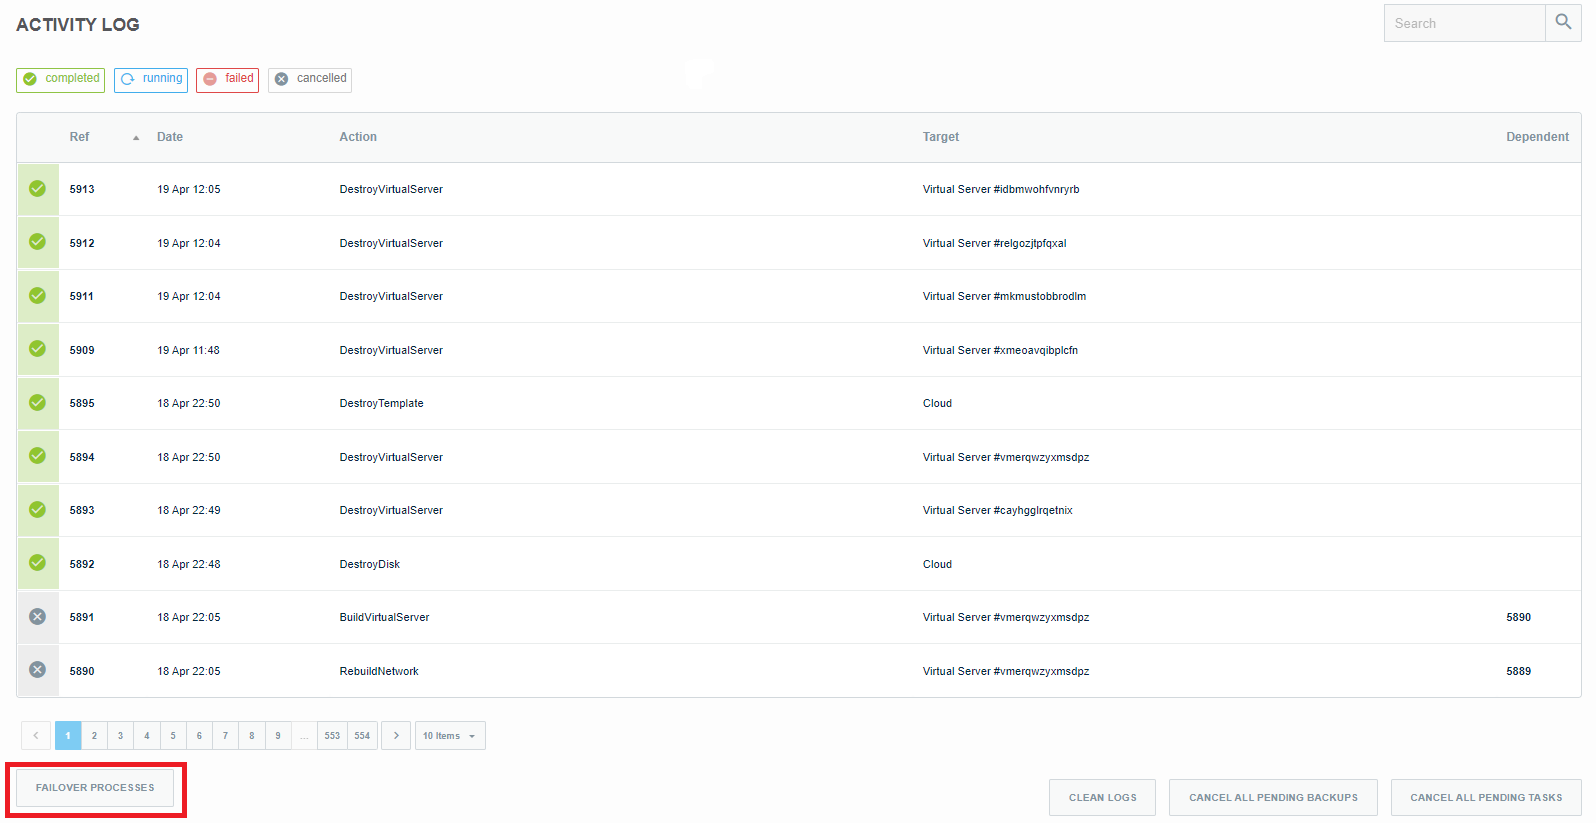 ACTIVITY LOG
Search
completed running failed cancelled
Ref Date Action Target Dependent
5913 19 Apr 12:05 DestroyVirtualServer Virtual Server #idbmwohfvnryrb
5912 19 Apr 12:04 DestroyVirtualServer Virtual Server #relgozjtpfqxal
5911 19 Apr 12:04 DestroyVirtualServer Virtual Server #mkmustobbrodlm
5909 19 Apr 11:48 DestroyVirtualServer Virtual Server #xmeoavqibplcfn
5895 18 Apr 22:50 DestroyTemplate Cloud
5894 18 Apr 22:50 DestroyVirtualServer Virtual Server #vmerqwzyxmsdpz
5893 18 Apr 22:49 DestroyVirtualServer Virtual Server #cayhgglrqetnix
5892 18 Apr 22:48 DestroyDisk Cloud
5891 18 Apr 22:05 BuildVirtualServer Virtual Server #vmerqwzyxmsdpz 5890
5890 18 Apr 22:05 RebuildNetwork Virtual Server #vmerqwzyxmsdpz 5889
1 2 3 4 5 6 7 8 9 ... 553 554 10 Items
FAILOVER PROCESSES
CLEAN LOGS CANCEL ALL PENDING BACKUPS CANCEL ALL PENDING TASKS